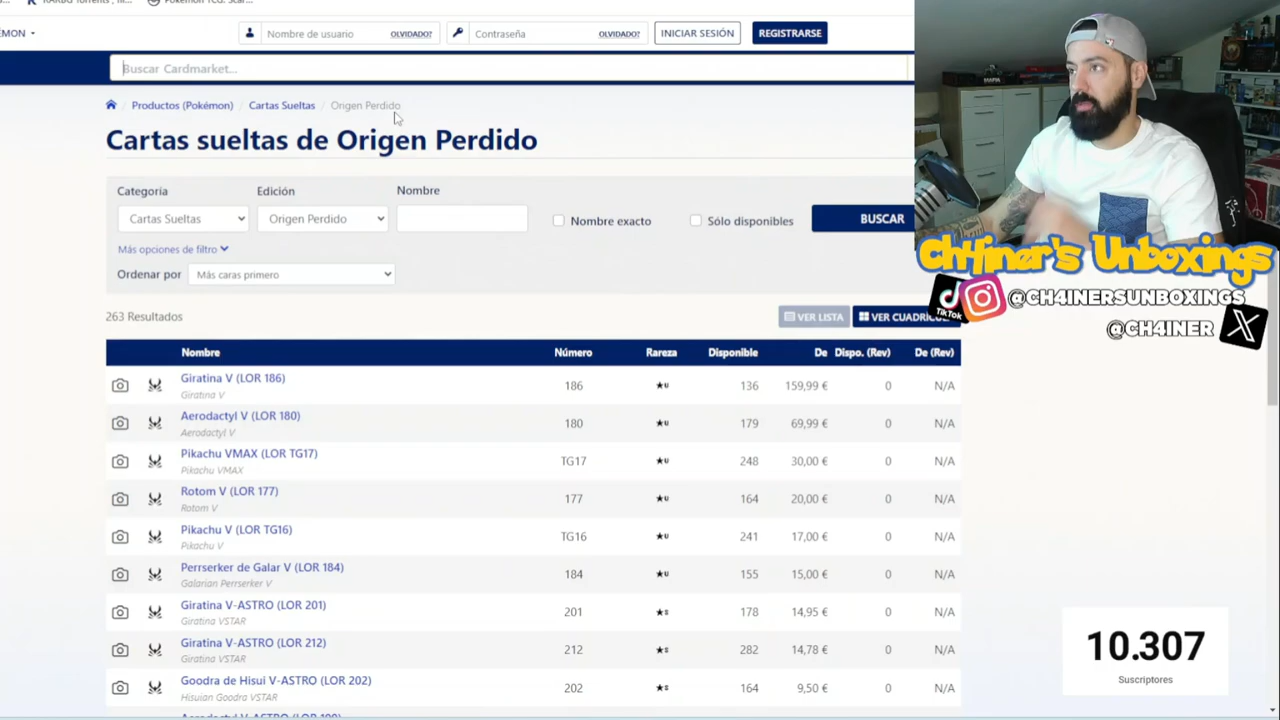 ÉMON
Nombre de usuario OLVIDADO? Contraseña OLVIDADO? INICIAR SESIÓN REGISTRARSE
Buscar Cardmarket...
/ Productos (Pokémon) / Cartas Sueltas / Origen Perdido
Cartas sueltas de Origen Perdido
Categoría Edición Nombre
Cartas Sueltas Origen Perdido Nombre exacto Sólo disponibles BUSCAR
Más opciones de filtro
Ordenar por Más caras primero
263 Resultados VER LISTA
Nombre Número Rareza Disponible De Dispo. (Rev) De (Rev)
Giratina V (LOR 186) 186 ★U 136 159,99 € 0 N/A
Giratina V
Aerodactyl V (LOR 180) 180 ★U 179 69,99 € 0 N/A
Aerodactyl V
Pikachu VMAX (LOR TG17) TG17 ★U 248 30,00 € 0 N/A
Pikachu VMAX
Rotom V (LOR 177) 177 ★U 164 20,00 € 0 N/A
Rotom V
Pikachu V (LOR TG16) TG16 ★U 241 17,00 € 0 N/A
Pikachu V
Perrserker de Galar V (LOR 184) 184 ★U 155 15,00 € 0 N/A
Galarian Perrserker V
Giratina V-ASTRO (LOR 201) 201 ★S 178 14,95 € 0 N/A
Giratina VSTAR
Giratina V-ASTRO (LOR 212) 212 ★S 282 14,78 € 0 N/A
Giratina VSTAR
Goodra de Hisui V-ASTRO (LOR 202) 202 ★S 164 9,50 € 0 N/A
Hisuian Goodra VSTAR
Ch4iner's Unboxings
TikTok @CH4INERSUNBOXINGS
@CH4INER
10.307
Suscriptores